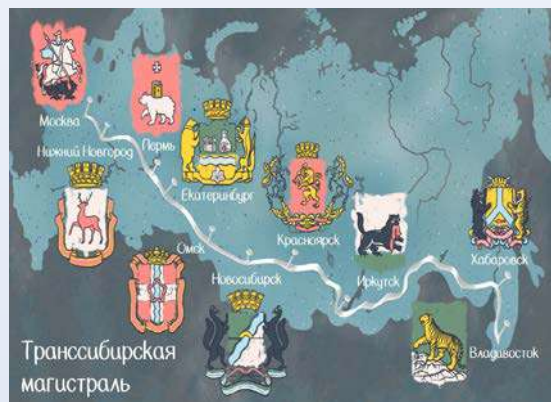 Москва
Нижний Новгород
Пермь
Екатеринбург
Омск
Новосибирск
Красноярск
Иркутск
Хабаровск
Владивосток
Транссибирская
магистраль